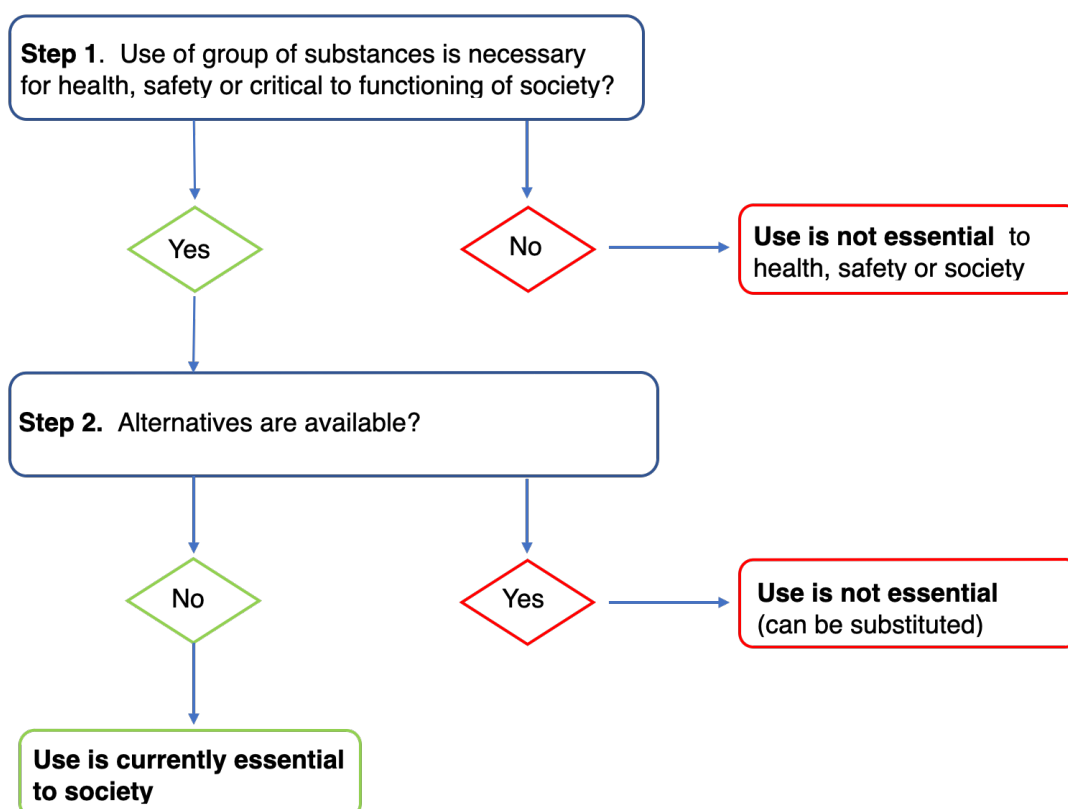 Step 1. Use of group of substances is necessary
for health, safety or critical to functioning of society?
Yes
No
Use is not essential to
health, safety or society
Step 2. Alternatives are available?
No
Yes
Use is not essential
(can be substituted)
Use is currently essential
to society